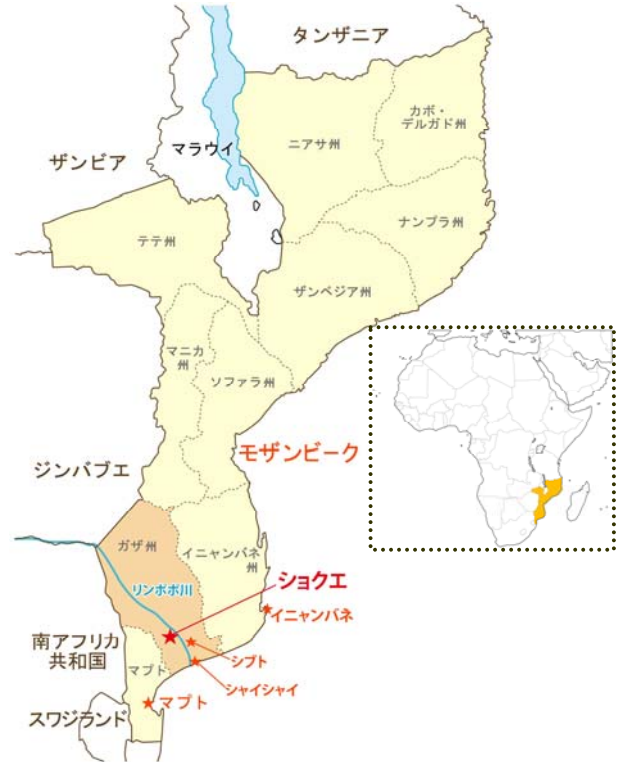 タンザニア
カボ・
デルガド州
マラウイ
ニアサ州
ザンビア
ナンプラ州
テテ州
ザンベジア州
マニカ
州
ソファラ州
モザンビーク
ジンバブエ
ガザ州
イニャンバネ
州
リンポポ川
ショクエ
イニャンバネ
南アフリカ
共和国
シブト
マプト
シャイシャイ
マプト
スワジランド